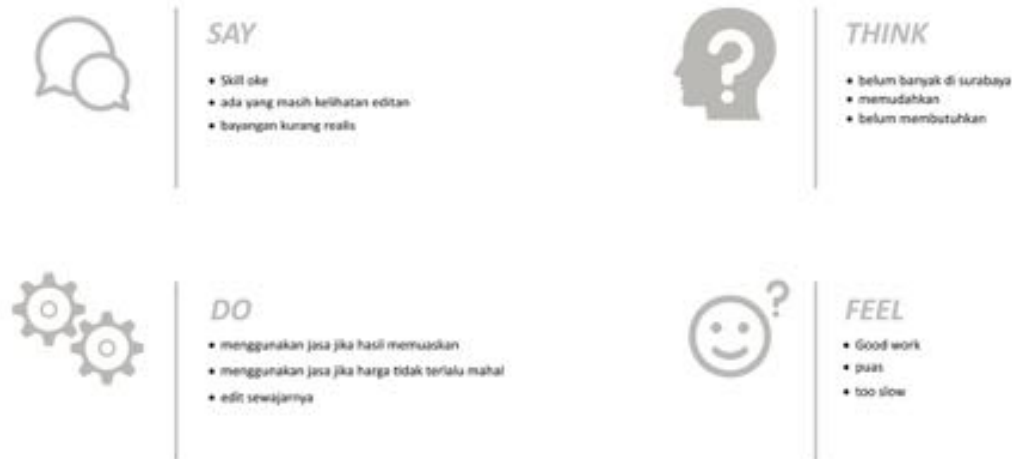 SAY
• Skill oke
• ada yang masih kelihatan editan
• bayangan kurang realis
THINK
• belum banyak di surabaya
• memudahkan
• belum membutuhkan
DO
• menggunakan jasa jika hasil memuaskan
• menggunakan jasa jika harga tidak terlalu mahal
• edit sewajarnya
FEEL
• Good work
• puas
• too slow